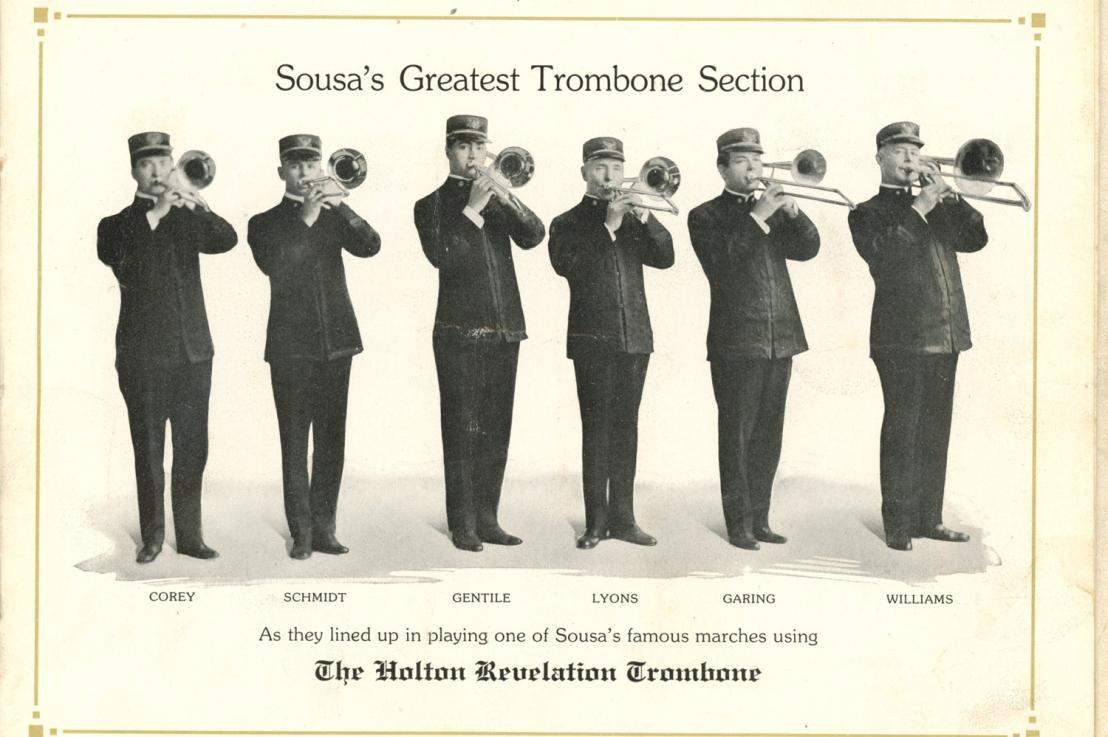 Sousa's Greatest Trombone Section
COREY SCHMIDT GENTILE LYONS GARING WILLIAMS
As they lined up in playing one of Sousa's famous marches using
The Holton Revelation Trombone